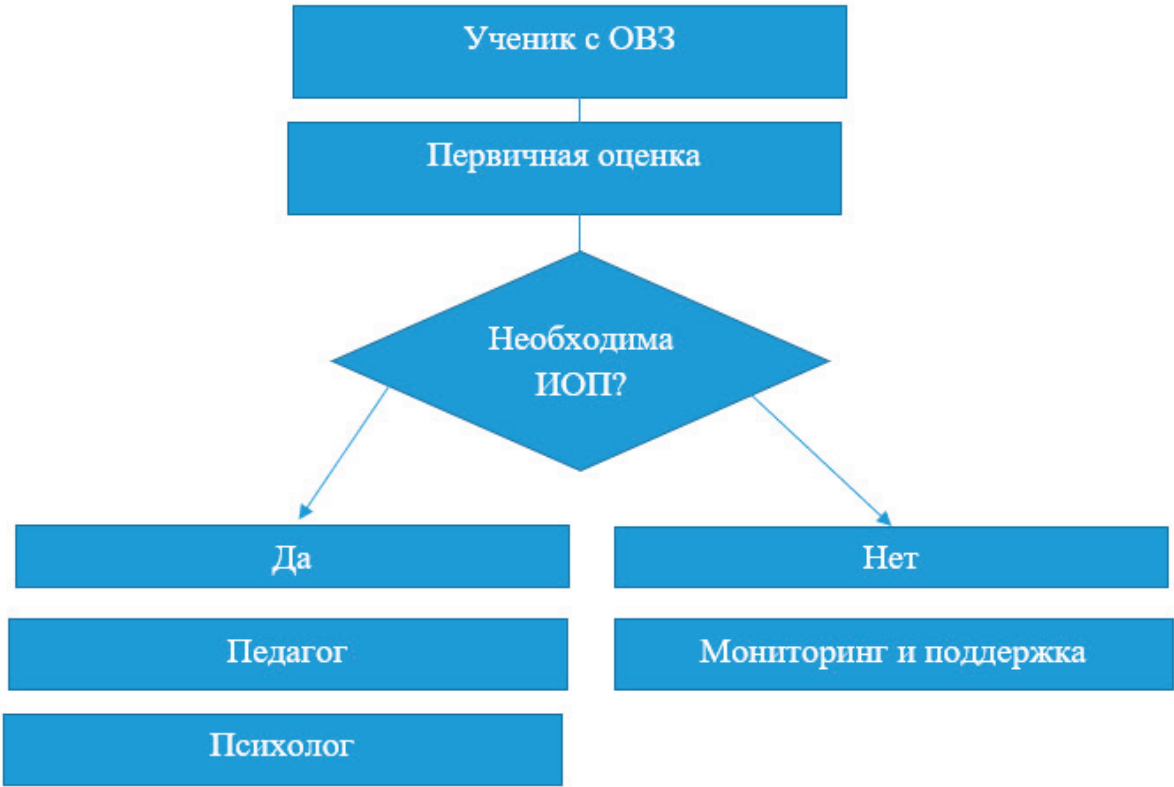 Ученик с ОВЗ
Первичная оценка
Необходима
ИОП?
Да
Нет
Педагог
Мониторинг и поддержка
Психолог